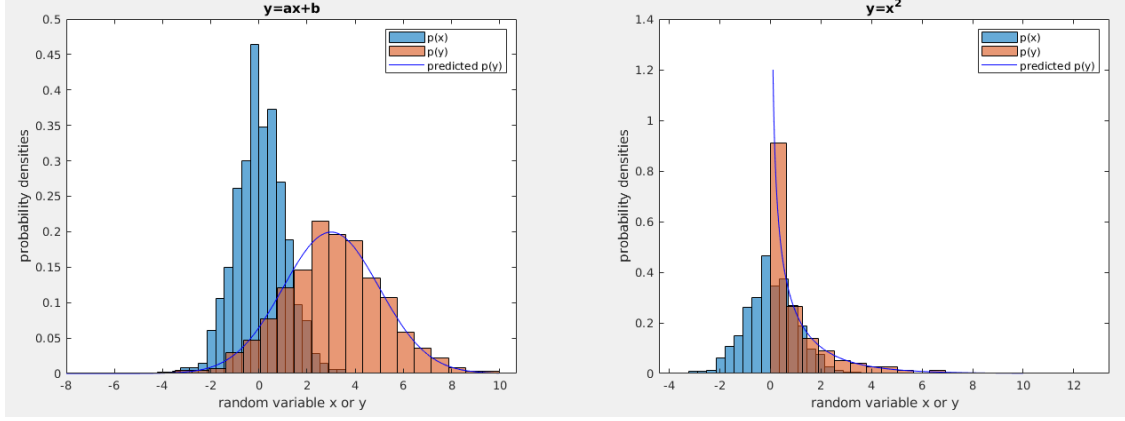 y=ax+b
0.5
0.45
0.4
0.35
0.3
0.25
0.2
0.15
0.1
0.05
0
probability densities
p(x)
p(y)
predicted p(y)
-8 -6 -4 -2 0 2 4 6 8 10
random variable x or y
y=x²
1.4
1.2
1
0.8
0.6
0.4
0.2
0
probability densities
p(x)
p(y)
predicted p(y)
-4 -2 0 2 4 6 8 10 12
random variable x or y